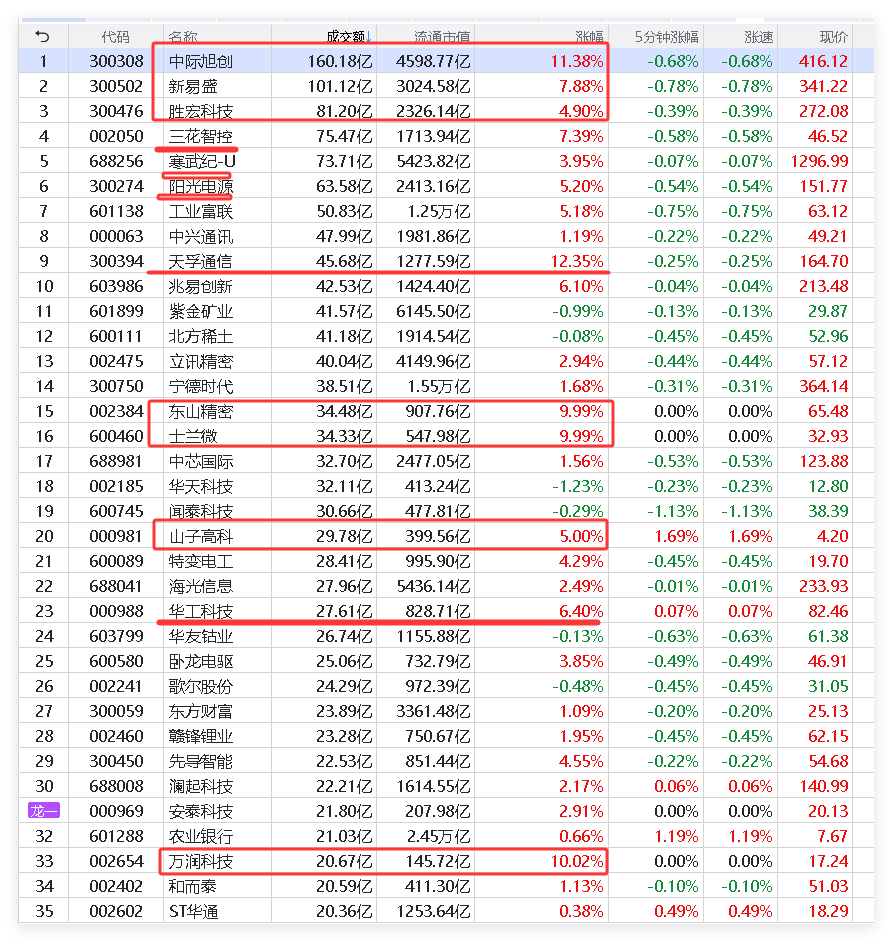 代码 名称 成交额↓ 流通市值 涨幅 5分钟涨幅 涨速 现价
1 300308 中际旭创 160.18亿 4598.77亿 11.38% -0.68% -0.68% 416.12
2 300502 新易盛 101.12亿 3024.58亿 7.88% -0.78% -0.78% 341.22
3 300476 胜宏科技 81.20亿 2326.14亿 4.90% -0.39% -0.39% 272.08
4 002050 三花智控 75.47亿 1713.94亿 7.39% -0.58% -0.58% 46.52
5 688256 寒武纪-U 73.71亿 5423.82亿 3.95% -0.07% -0.07% 1296.99
6 300274 阳光电源 63.58亿 2413.16亿 5.20% -0.54% -0.54% 151.77
7 601138 工业富联 50.83亿 1.25万亿 5.18% -0.75% -0.75% 63.12
8 000063 中兴通讯 47.99亿 1981.86亿 1.19% -0.22% -0.22% 49.21
9 300394 天孚通信 45.68亿 1277.59亿 12.35% -0.25% -0.25% 164.70
10 603986 兆易创新 42.53亿 1424.40亿 6.10% -0.04% -0.04% 213.48
11 601899 紫金矿业 41.57亿 6145.50亿 -0.99% -0.13% -0.13% 29.87
12 600111 北方稀土 41.18亿 1914.54亿 -0.08% -0.45% -0.45% 52.96
13 002475 立讯精密 40.04亿 4149.96亿 2.94% -0.44% -0.44% 57.12
14 300750 宁德时代 38.51亿 1.55万亿 1.68% -0.31% -0.31% 364.14
15 002384 东山精密 34.48亿 907.76亿 9.99% 0.00% 0.00% 65.48
16 600460 士兰微 34.33亿 547.98亿 9.99% 0.00% 0.00% 32.93
17 688981 中芯国际 32.70亿 2477.05亿 1.56% -0.53% -0.53% 123.88
18 002185 华天科技 32.11亿 413.24亿 -1.23% -0.23% -0.23% 12.80
19 600745 闻泰科技 30.66亿 477.81亿 -0.29% -1.13% -1.13% 38.39
20 000981 山子高科 29.78亿 399.56亿 5.00% 1.69% 1.69% 4.20
21 600089 特变电工 28.41亿 995.90亿 4.29% -0.45% -0.45% 19.70
22 688041 海光信息 27.96亿 5436.14亿 2.49% -0.01% -0.01% 233.93
23 000988 华工科技 27.61亿 828.71亿 6.40% 0.07% 0.07% 82.46
24 603799 华友钴业 26.74亿 1155.88亿 -0.13% -0.63% -0.63% 61.38
25 600580 卧龙电驱 25.06亿 732.79亿 3.85% -0.49% -0.49% 46.91
26 002241 歌尔股份 24.29亿 972.39亿 -0.48% -0.45% -0.45% 31.05
27 300059 东方财富 23.89亿 3361.48亿 1.09% -0.20% -0.20% 25.13
28 002460 赣锋锂业 23.28亿 750.67亿 1.95% -0.45% -0.45% 62.15
29 300450 先导智能 22.53亿 851.44亿 4.55% -0.22% -0.22% 54.68
30 688008 澜起科技 22.21亿 1614.55亿 2.17% 0.06% 0.06% 140.99
龙一 000969 安泰科技 21.80亿 207.98亿 2.91% 0.00% 0.00% 20.13
32 601288 农业银行 21.03亿 2.45万亿 0.66% 1.19% 1.19% 7.67
33 002654 万润科技 20.67亿 145.72亿 10.02% 0.00% 0.00% 17.24
34 002402 和而泰 20.59亿 411.30亿 1.13% -0.10% -0.10% 51.03
35 002602 ST华通 20.36亿 1253.64亿 0.38% 0.49% 0.49% 18.29